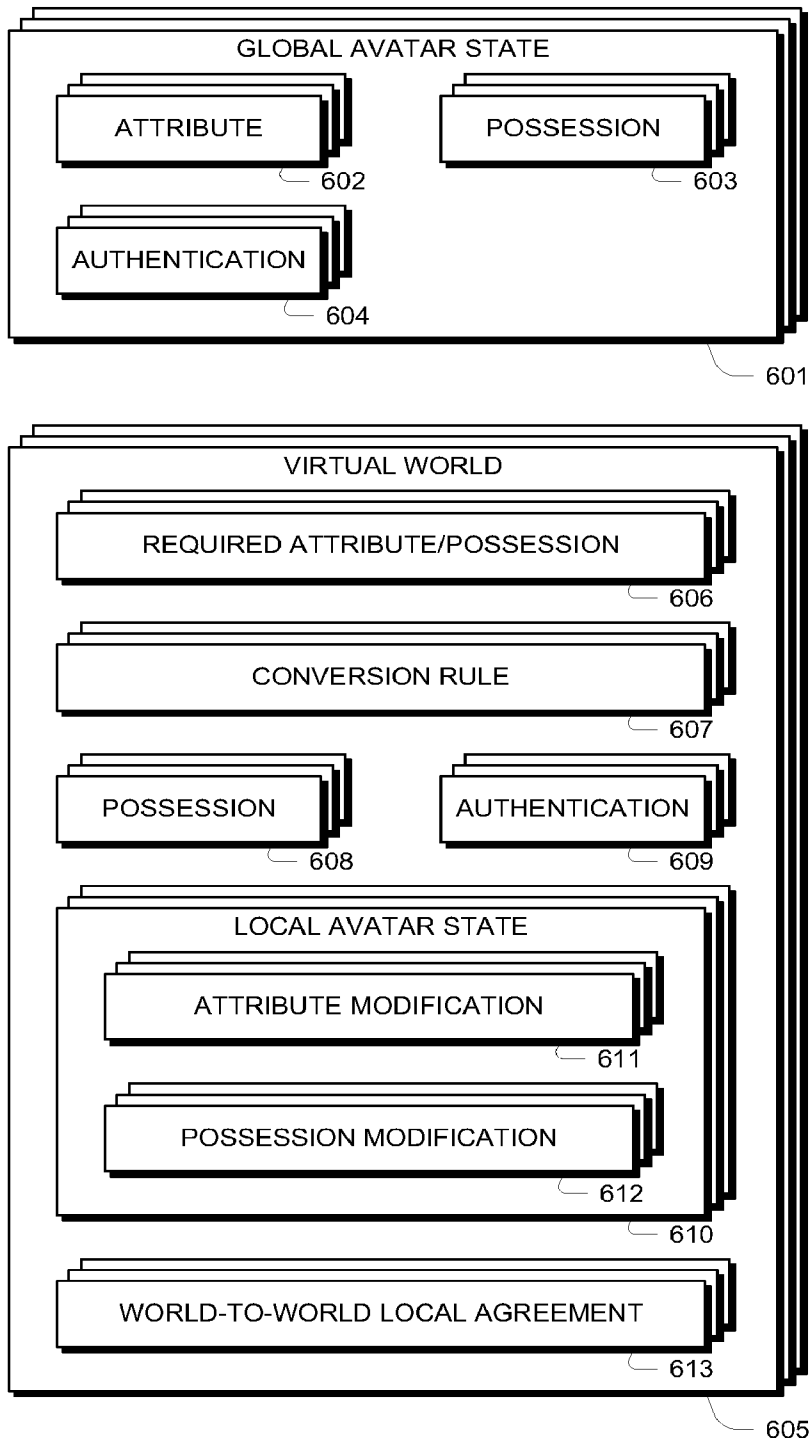 GLOBAL AVATAR STATE
ATTRIBUTE
POSSESSION
602
603
AUTHENTICATION
604
601
VIRTUAL WORLD
REQUIRED ATTRIBUTE/POSSESSION
606
CONVERSION RULE
607
POSSESSION
AUTHENTICATION
608
609
LOCAL AVATAR STATE
ATTRIBUTE MODIFICATION
611
POSSESSION MODIFICATION
612
610
WORLD-TO-WORLD LOCAL AGREEMENT
613
605